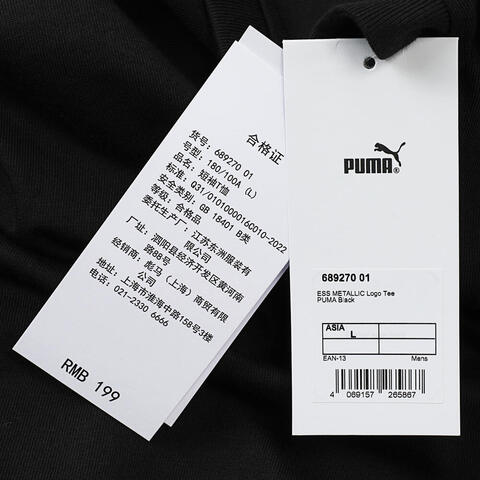 合格证
货号: 689270 01
号型: 180/100A (L)
品名: 短袖T恤
标准: Q31/0101000016C010-2022
安全类别: GB 18401 B类
等级: 合格品
委托生产厂: 江苏东洲服装有
限公司
厂址: 泗阳县经济开发区黄河南
路86号
经销商: 彪马(上海)商贸有限
公司
地址: 上海市淮海中路158号3楼
电话: 021-2330 6666
RMB 199
PUMA
689270 01
ESS METALLIC Logo Tee
PUMA Black
ASIA
L
EAN-13 Mens
4 069157 265867